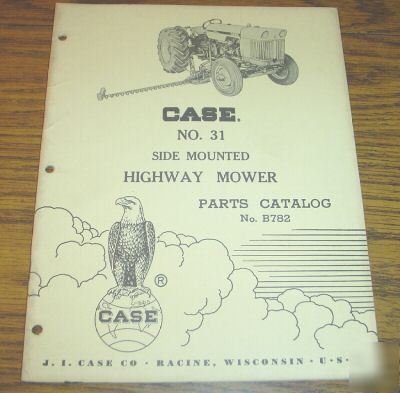 CASE.
NO. 31
SIDE MOUNTED
HIGHWAY MOWER
PARTS CATALOG
No. B782
®
CASE
J. I. CASE CO · RACINE, WISCONSIN · U · S ·